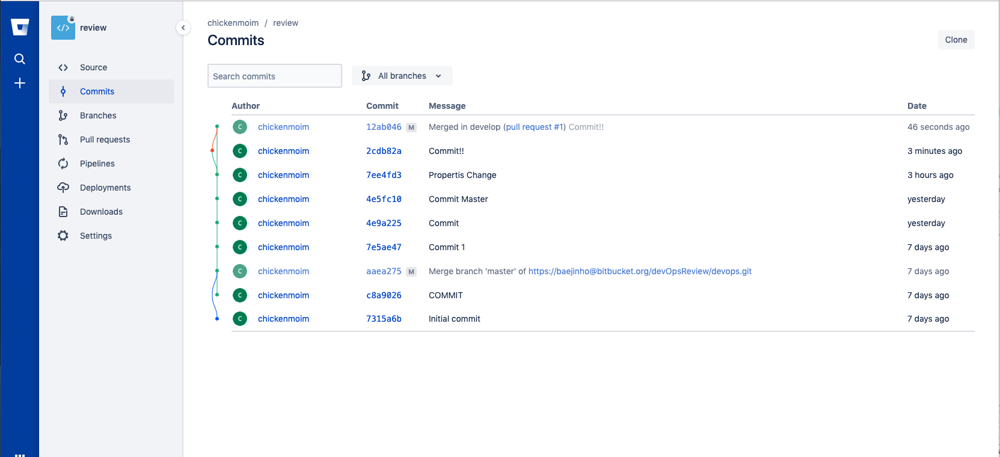 review
Source
Commits
Branches
Pull requests
Pipelines
Deployments
Downloads
Settings
chickenmoim / review
Commits
Clone
Search commits
All branches
Author Commit Message Date
C chickenmoim 12ab046 M Merged in develop (pull request #1) Commit!! 46 seconds ago
C chickenmoim 2cdb82a Commit!! 3 minutes ago
C chickenmoim 7ee4fd3 Propertis Change 3 hours ago
C chickenmoim 4e5fc10 Commit Master yesterday
C chickenmoim 4e9a225 Commit yesterday
C chickenmoim 7e5ae47 Commit 1 7 days ago
C chickenmoim aaea275 M Merge branch 'master' of https://baejinho@bitbucket.org/devOpsReview/devops.git 7 days ago
C chickenmoim c8a9026 COMMIT 7 days ago
C chickenmoim 7315a6b Initial commit 7 days ago